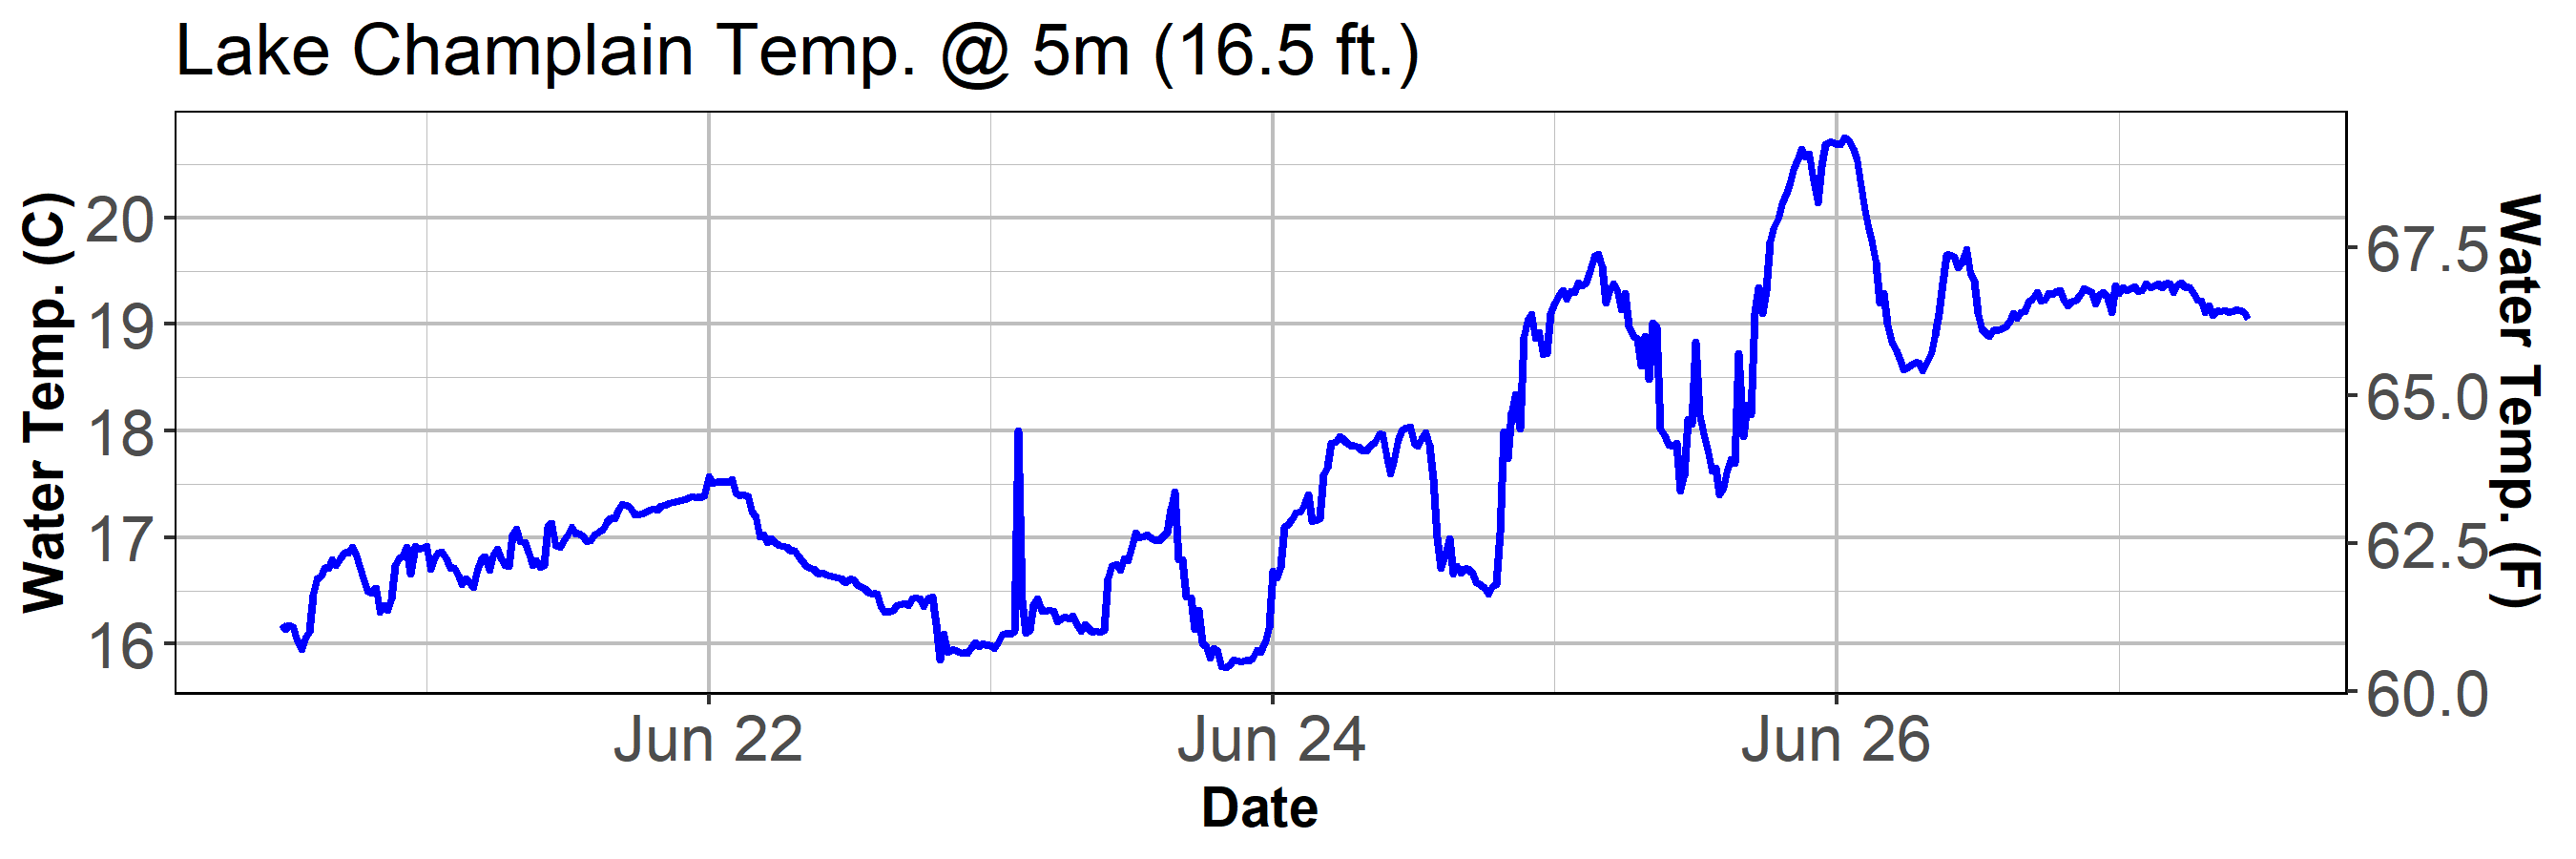 Lake Champlain Temp. @ 5m (16.5 ft.)
Water Temp. (C)
20
19
18
17
16
67.5
65.0
62.5
60.0
Water Temp. (F)
Jun 22
Jun 24
Jun 26
Date